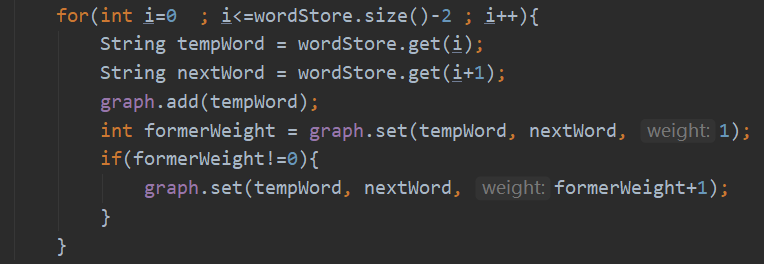 for(int i=0  ; i<=wordStore.size()-2 ; i++){
    String tempWord = wordStore.get(i);
    String nextWord = wordStore.get(i+1);
    graph.add(tempWord);
    int formerWeight = graph.set(tempWord, nextWord, weight: 1);
    if(formerWeight!=0){
        graph.set(tempWord, nextWord, weight: formerWeight+1);
    }
}